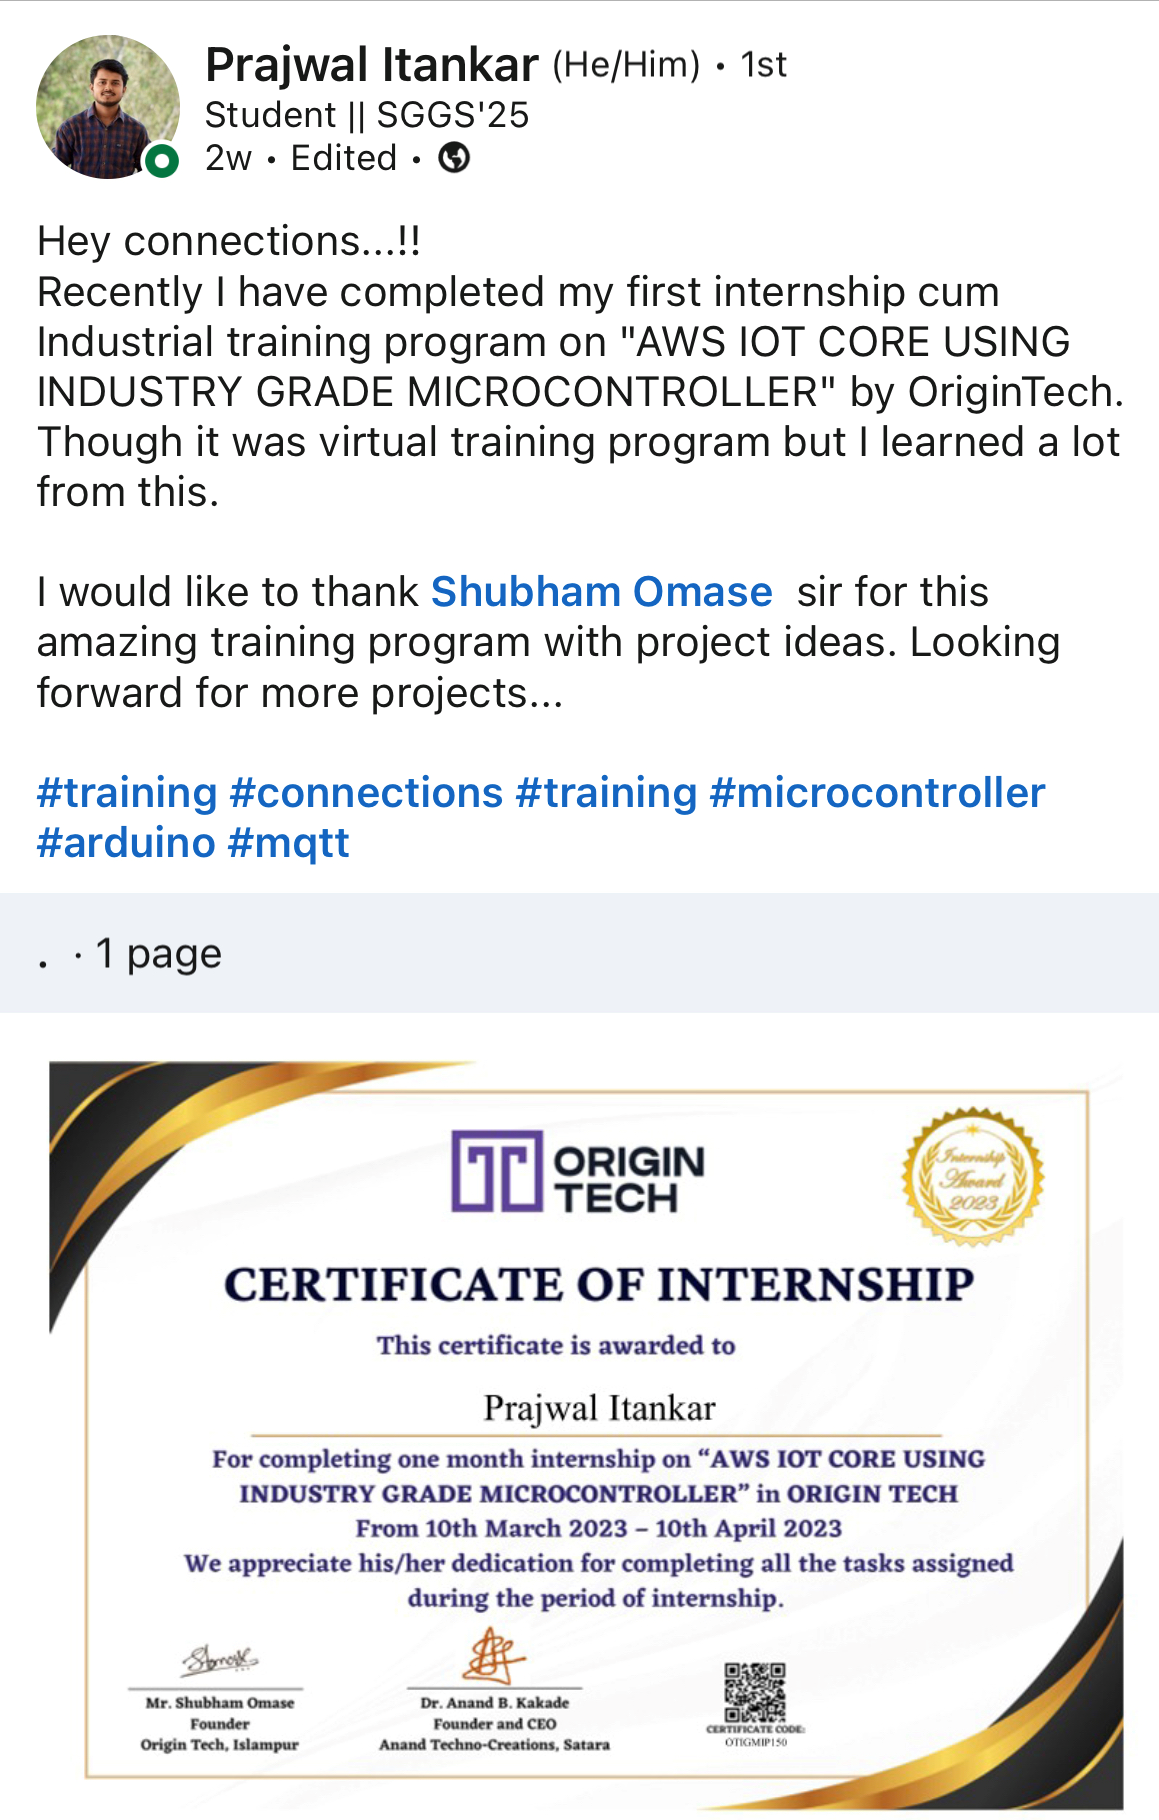 Prajwal Itankar (He/Him) • 1st
Student || SGGS'25
2w • Edited •
Hey connections...!!
Recently I have completed my first internship cum
Industrial training program on "AWS IOT CORE USING
INDUSTRY GRADE MICROCONTROLLER" by OriginTech.
Though it was virtual training program but I learned a lot
from this.
I would like to thank Shubham Omase sir for this
amazing training program with project ideas. Looking
forward for more projects...
#training #connections #training #microcontroller
#arduino #mqtt
. · 1 page
ORIGIN
TECH
Internship
Award
2023
CERTIFICATE OF INTERNSHIP
This certificate is awarded to
Prajwal Itankar
For completing one month internship on “AWS IOT CORE USING
INDUSTRY GRADE MICROCONTROLLER” in ORIGIN TECH
From 10th March 2023 – 10th April 2023
We appreciate his/her dedication for completing all the tasks assigned
during the period of internship.
Mr. Shubham Omase
Founder
Origin Tech, Islampur
Dr. Anand B. Kakade
Founder and CEO
Anand Techno-Creations, Satara
CERTIFICATE CODE:
OTIGMIP150